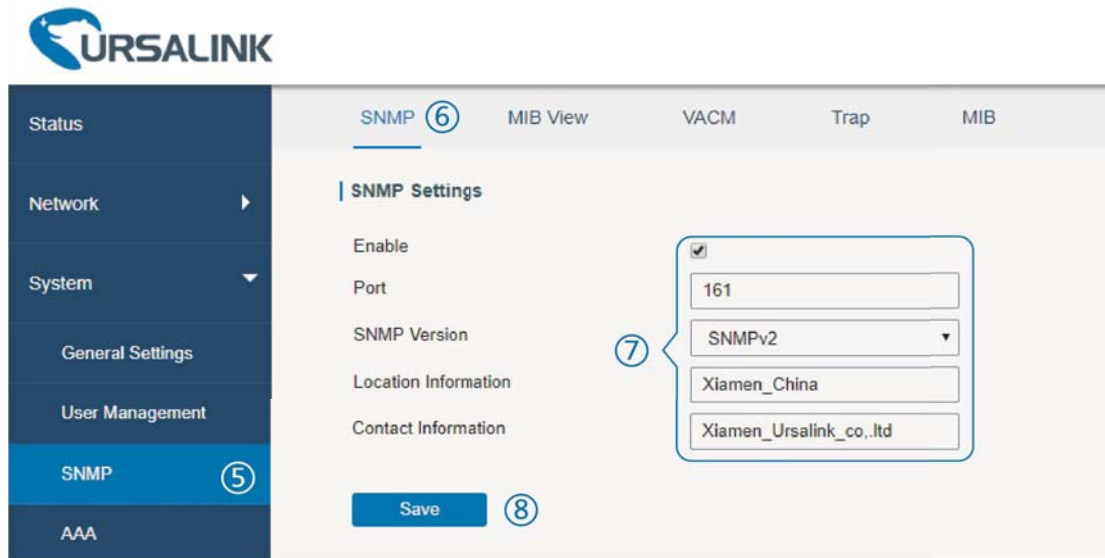 URSALINK
Status
Network
System
General Settings
User Management
SNMP ⑤
AAA
SNMP ⑥ MIB View VACM Trap MIB
SNMP Settings
Enable
Port 161
SNMP Version SNMPv2
⑦
Location Information Xiamen_China
Contact Information Xiamen_Ursalink_co,.ltd
Save ⑧